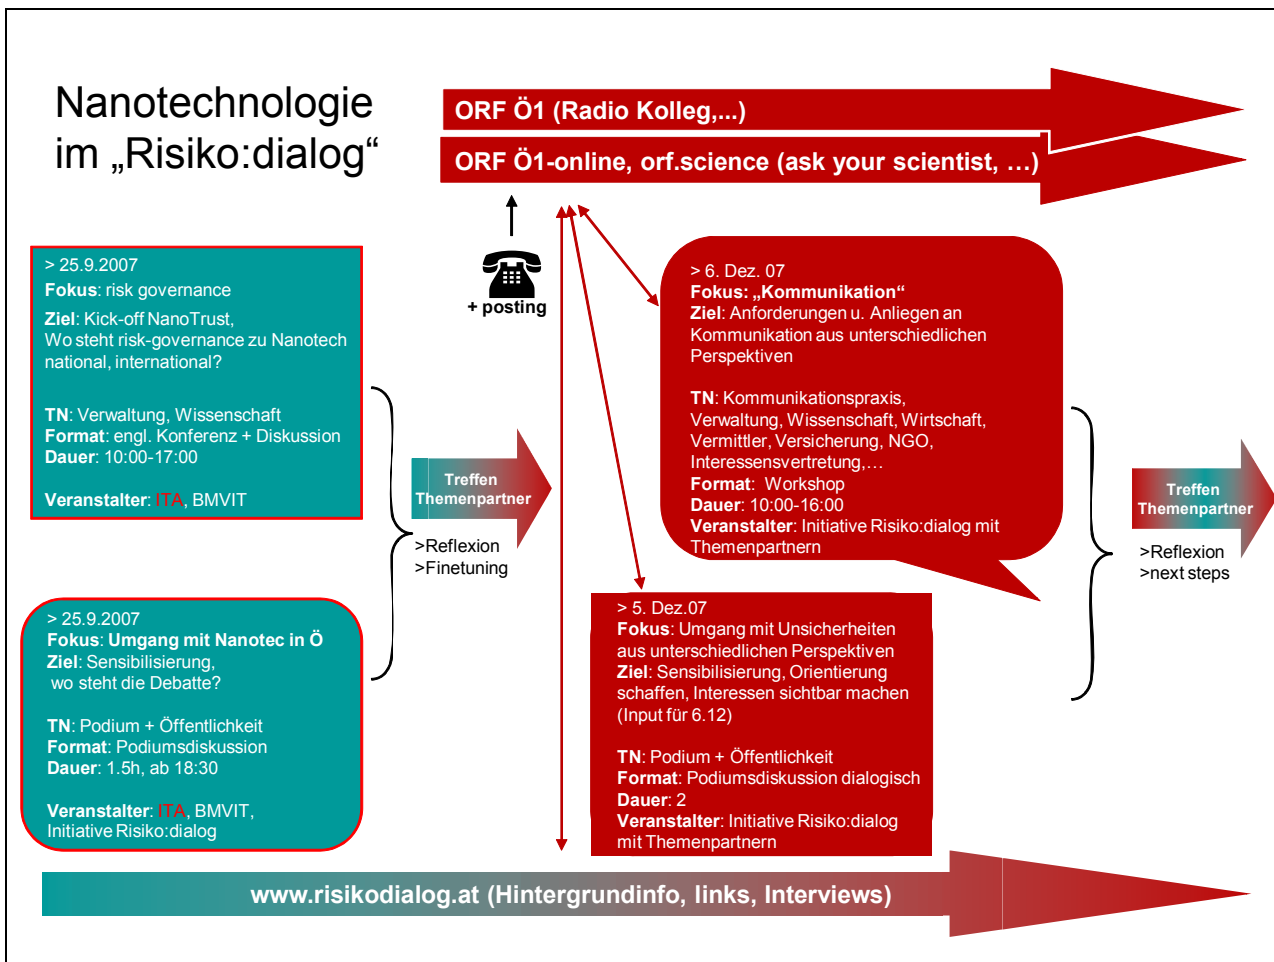 Nanotechnologie
im „Risiko:dialog“
ORF Ö1 (Radio Kolleg,...)
ORF Ö1-online, orf.science (ask your scientist, …)
+ posting
> 25.9.2007
Fokus: risk governance
Ziel: Kick-off NanoTrust,
Wo steht risk-governance zu Nanotech
national, international?
TN: Verwaltung, Wissenschaft
Format: engl. Konferenz + Diskussion
Dauer: 10:00-17:00
Veranstalter: ITA, BMVIT
> 25.9.2007
Fokus: Umgang mit Nanotec in Ö
Ziel: Sensibilisierung,
wo steht die Debatte?
TN: Podium + Öffentlichkeit
Format: Podiumsdiskussion
Dauer: 1.5h, ab 18:30
Veranstalter: ITA, BMVIT,
Initiative Risiko:dialog
Treffen
Themenpartner
>Reflexion
>Finetuning
> 6. Dez. 07
Fokus: „Kommunikation“
Ziel: Anforderungen u. Anliegen an
Kommunikation aus unterschiedlichen
Perspektiven
TN: Kommunikationspraxis,
Verwaltung, Wissenschaft, Wirtschaft,
Vermittler, Versicherung, NGO,
Interessensvertretung,…
Format: Workshop
Dauer: 10:00-16:00
Veranstalter: Initiative Risiko:dialog mit
Themenpartnern
> 5. Dez.07
Fokus: Umgang mit Unsicherheiten
aus unterschiedlichen Perspektiven
Ziel: Sensibilisierung, Orientierung
schaffen, Interessen sichtbar machen
(Input für 6.12)
TN: Podium + Öffentlichkeit
Format: Podiumsdiskussion dialogisch
Dauer: 2
Veranstalter: Initiative Risiko:dialog
mit Themenpartnern
Treffen
Themenpartner
>Reflexion
>next steps
www.risikodialog.at (Hintergrundinfo, links, Interviews)